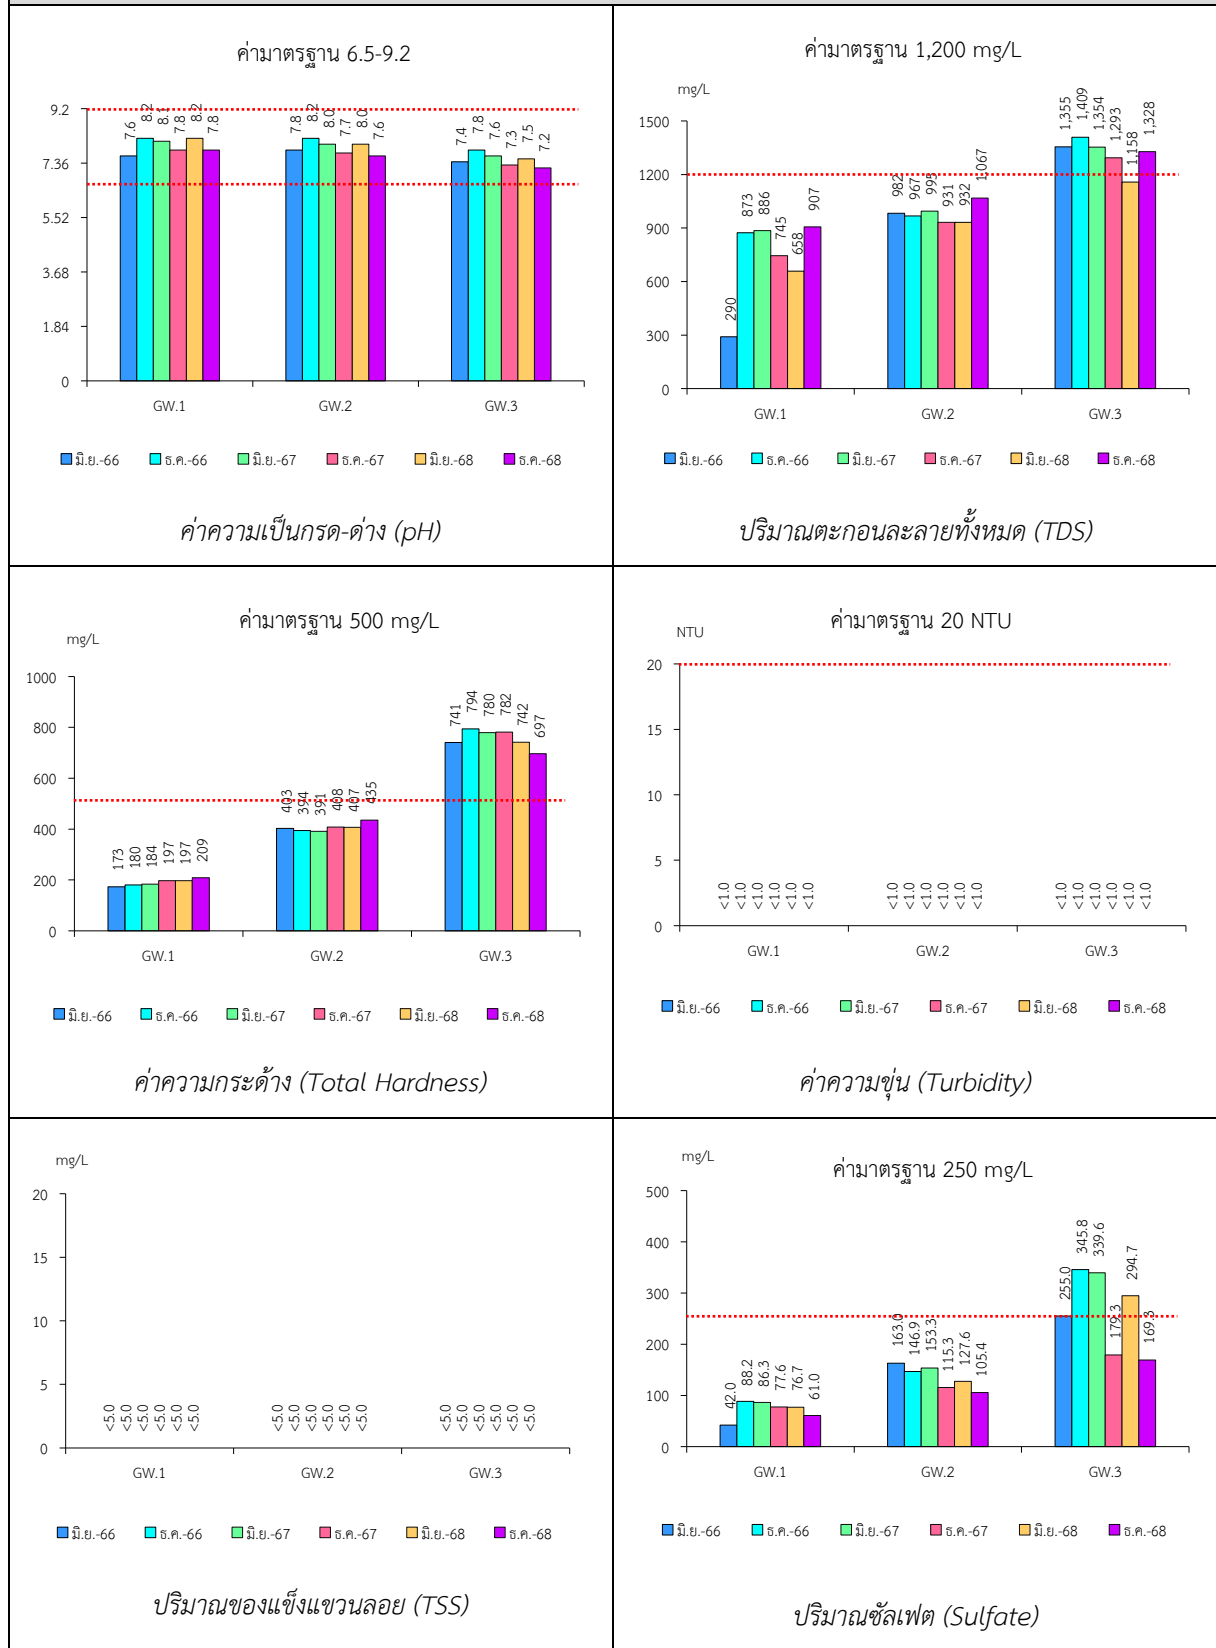 ค่ามาตรฐาน 6.5-9.2
9.2
7.36
5.52
3.68
1.84
0
7.6 8.2 8.1 7.8 8.2 7.8
7.8 8.2 8.0 7.7 8.0 7.6
7.4 7.8 7.6 7.3 7.5 7.2
GW.1 GW.2 GW.3
มิ.ย.-66 ธ.ค.-66 มิ.ย.-67 ธ.ค.-67 มิ.ย.-68 ธ.ค.-68
ค่าความเป็นกรด-ด่าง (pH)
ค่ามาตรฐาน 1,200 mg/L
mg/L
1500
1200
900
600
300
0
290 873 886 745 658 907
982 967 995 931 932 1,067
1,355 1,409 1,354 1,293 1,158 1,328
GW.1 GW.2 GW.3
มิ.ย.-66 ธ.ค.-66 มิ.ย.-67 ธ.ค.-67 มิ.ย.-68 ธ.ค.-68
ปริมาณตะกอนละลายทั้งหมด (TDS)
ค่ามาตรฐาน 500 mg/L
mg/L
1000
800
600
400
200
0
173 180 184 197 197 209
403 394 391 408 407 435
741 794 780 782 742 697
GW.1 GW.2 GW.3
มิ.ย.-66 ธ.ค.-66 มิ.ย.-67 ธ.ค.-67 มิ.ย.-68 ธ.ค.-68
ค่าความกระด้าง (Total Hardness)
ค่ามาตรฐาน 20 NTU
NTU
20
15
10
5
0
<1.0 <1.0 <1.0 <1.0 <1.0 <1.0
<1.0 <1.0 <1.0 <1.0 <1.0 <1.0
<1.0 <1.0 <1.0 <1.0 <1.0 <1.0
GW.1 GW.2 GW.3
มิ.ย.-66 ธ.ค.-66 มิ.ย.-67 ธ.ค.-67 มิ.ย.-68 ธ.ค.-68
ค่าความขุ่น (Turbidity)
mg/L
20
15
10
5
0
<5.0 <5.0 <5.0 <5.0 <5.0 <5.0
<5.0 <5.0 <5.0 <5.0 <5.0 <5.0
<5.0 <5.0 <5.0 <5.0 <5.0 <5.0
GW.1 GW.2 GW.3
มิ.ย.-66 ธ.ค.-66 มิ.ย.-67 ธ.ค.-67 มิ.ย.-68 ธ.ค.-68
ปริมาณของแข็งแขวนลอย (TSS)
mg/L
ค่ามาตรฐาน 250 mg/L
500
400
300
200
100
0
42.0 88.2 86.3 77.6 76.7 61.0
163.0 146.9 153.3 115.3 127.6 105.4
255.0 345.8 339.6 179.3 294.7 169.3
GW.1 GW.2 GW.3
มิ.ย.-66 ธ.ค.-66 มิ.ย.-67 ธ.ค.-67 มิ.ย.-68 ธ.ค.-68
ปริมาณซัลเฟต (Sulfate)